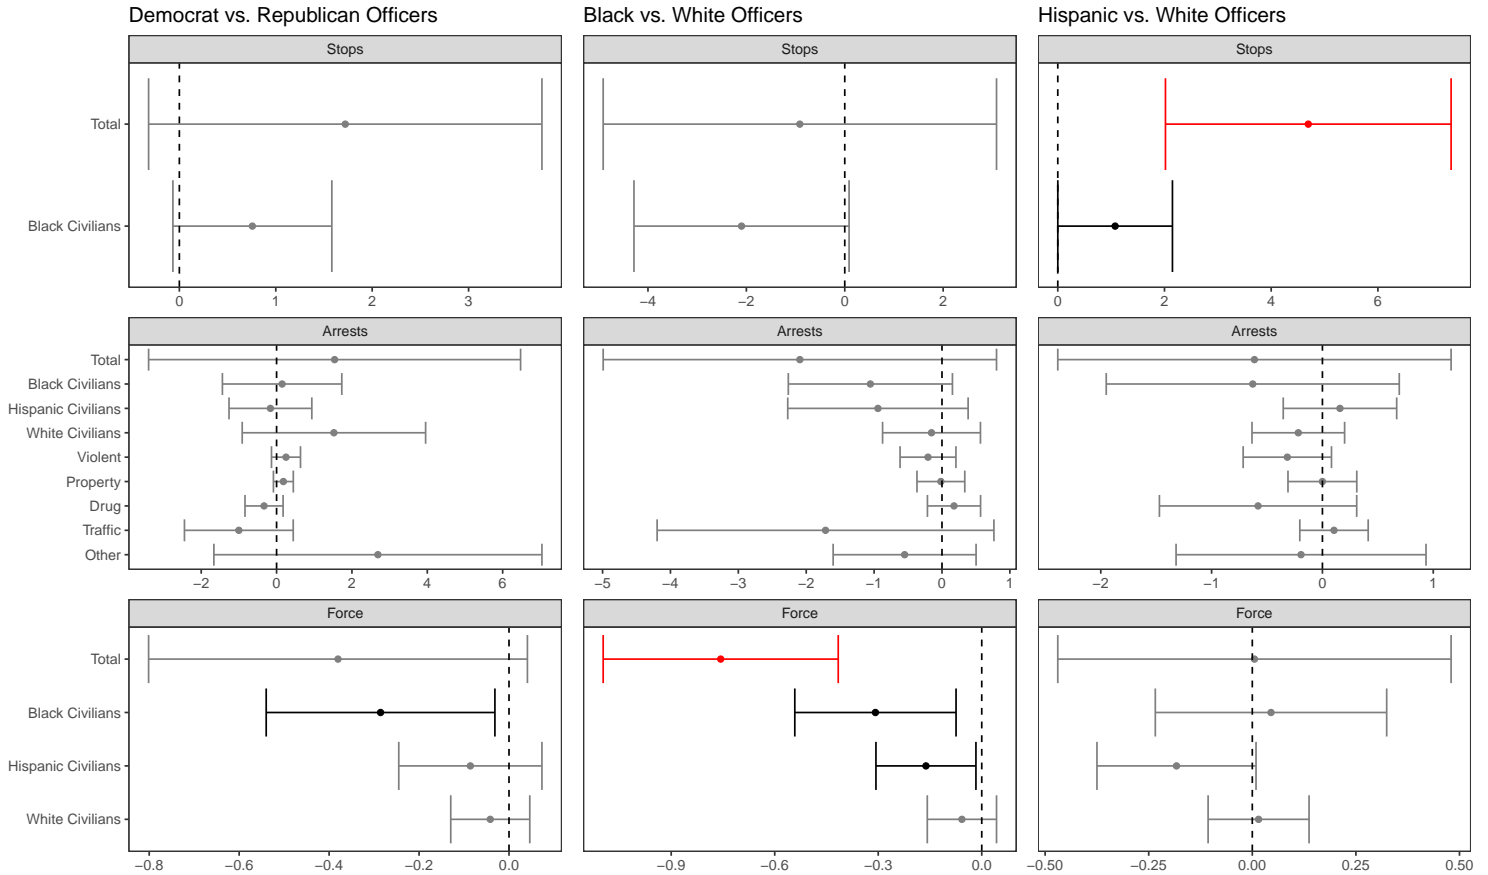 Democrat vs. Republican Officers
Black vs. White Officers
Hispanic vs. White Officers
Stops
Stops
Stops
Total
Black Civilians
0 1 2 3
−4 −2 0 2
0 2 4 6
Arrests
Arrests
Arrests
Total
Black Civilians
Hispanic Civilians
White Civilians
Violent
Property
Drug
Traffic
Other
−2 0 2 4 6
−5 −4 −3 −2 −1 0 1
−2 −1 0 1
Force
Force
Force
Total
Black Civilians
Hispanic Civilians
White Civilians
−0.8 −0.6 −0.4 −0.2 0.0
−0.9 −0.6 −0.3 0.0
−0.50 −0.25 0.00 0.25 0.50